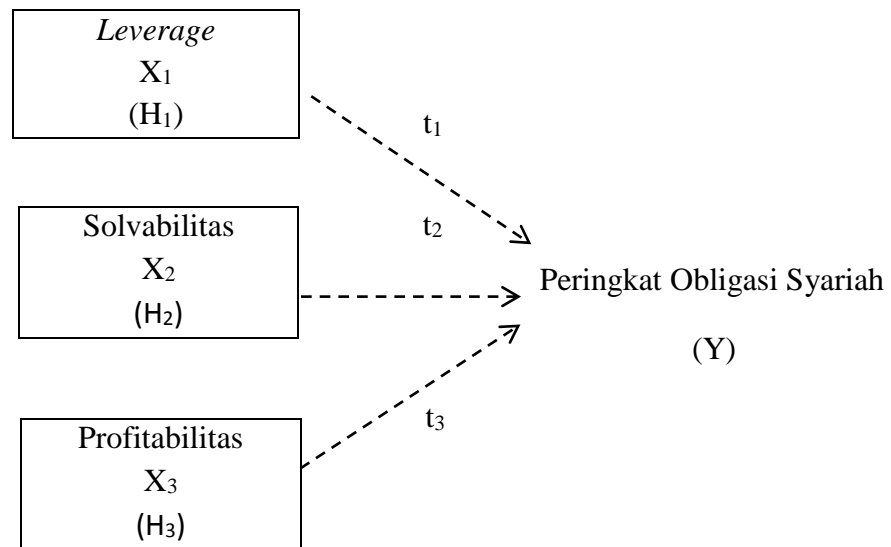 Leverage
X₁
(H₁)
t₁
Solvabilitas
X₂
(H₂)
t₂
Peringkat Obligasi Syariah
(Y)
Profitabilitas
X₃
(H₃)
t₃